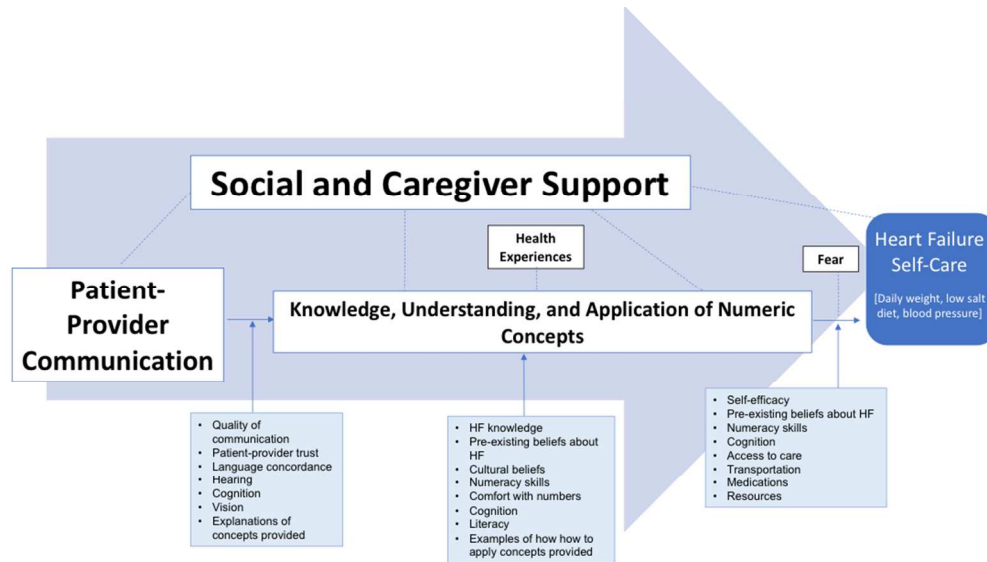 Social and Caregiver Support
Patient-
Provider
Communication
Health
Experiences
Fear
Heart Failure
Self-Care
[Daily weight, low salt
diet, blood pressure]
Knowledge, Understanding, and Application of Numeric
Concepts
• Quality of
communication
• Patient-provider trust
• Language concordance
• Hearing
• Cognition
• Vision
• Explanations of
concepts provided
• HF knowledge
• Pre-existing beliefs about
HF
• Cultural beliefs
• Numeracy skills
• Comfort with numbers
• Cognition
• Literacy
• Examples of how how to
apply concepts provided
• Self-efficacy
• Pre-existing beliefs about HF
• Numeracy skills
• Cognition
• Access to care
• Transportation
• Medications
• Resources